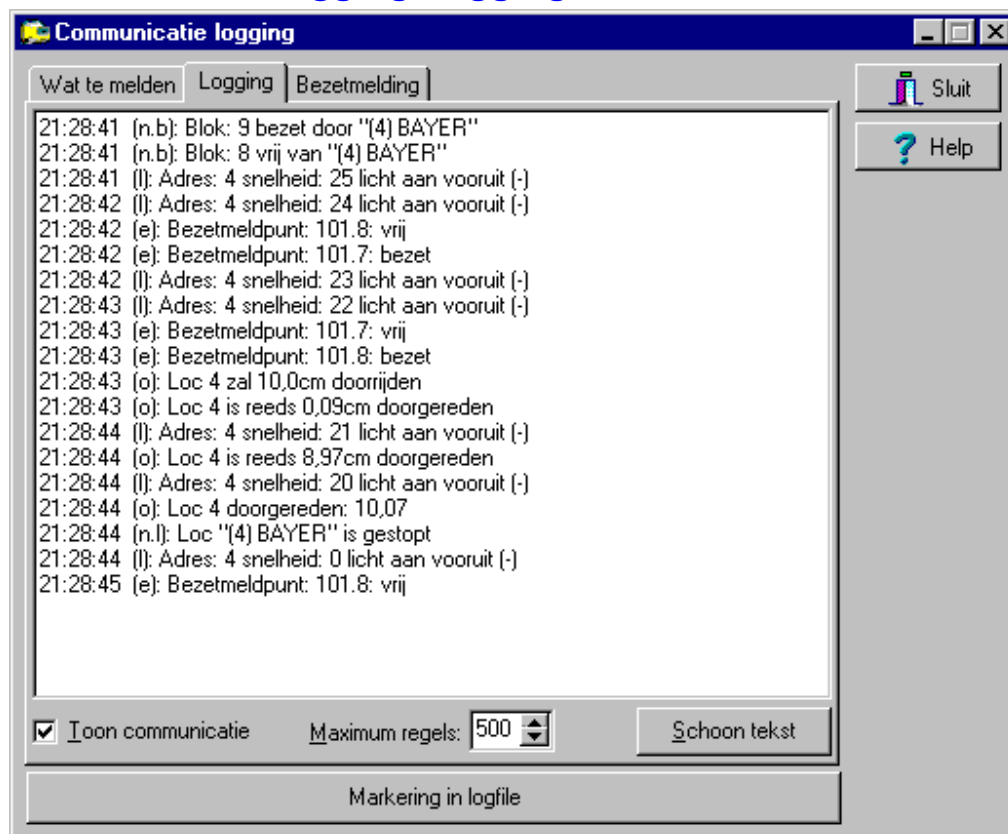 Communicatie logging
Wat te melden
Logging
Bezetmelding
Sluit
Help
21:28:41 (n.b): Blok: 9 bezet door "(4) BAYER"
21:28:41 (n.b): Blok: 8 vrij van "(4) BAYER"
21:28:41 (l): Adres: 4 snelheid: 25 licht aan vooruit (-)
21:28:42 (l): Adres: 4 snelheid: 24 licht aan vooruit (-)
21:28:42 (e): Bezetmeldpunt: 101.8: vrij
21:28:42 (e): Bezetmeldpunt: 101.7: bezet
21:28:42 (l): Adres: 4 snelheid: 23 licht aan vooruit (-)
21:28:43 (l): Adres: 4 snelheid: 22 licht aan vooruit (-)
21:28:43 (e): Bezetmeldpunt: 101.7: vrij
21:28:43 (e): Bezetmeldpunt: 101.8: bezet
21:28:43 (o): Loc 4 zal 10,0cm doorrijden
21:28:43 (o): Loc 4 is reeds 0,09cm doorgereden
21:28:44 (l): Adres: 4 snelheid: 21 licht aan vooruit (-)
21:28:44 (o): Loc 4 is reeds 8,97cm doorgereden
21:28:44 (l): Adres: 4 snelheid: 20 licht aan vooruit (-)
21:28:44 (o): Loc 4 doorgereden: 10,07
21:28:44 (n.l): Loc "(4) BAYER" is gestopt
21:28:44 (l): Adres: 4 snelheid: 0 licht aan vooruit (-)
21:28:45 (e): Bezetmeldpunt: 101.8: vrij
Toon communicatie
Maximum regels: 500
Schoon tekst
Markering in logfile